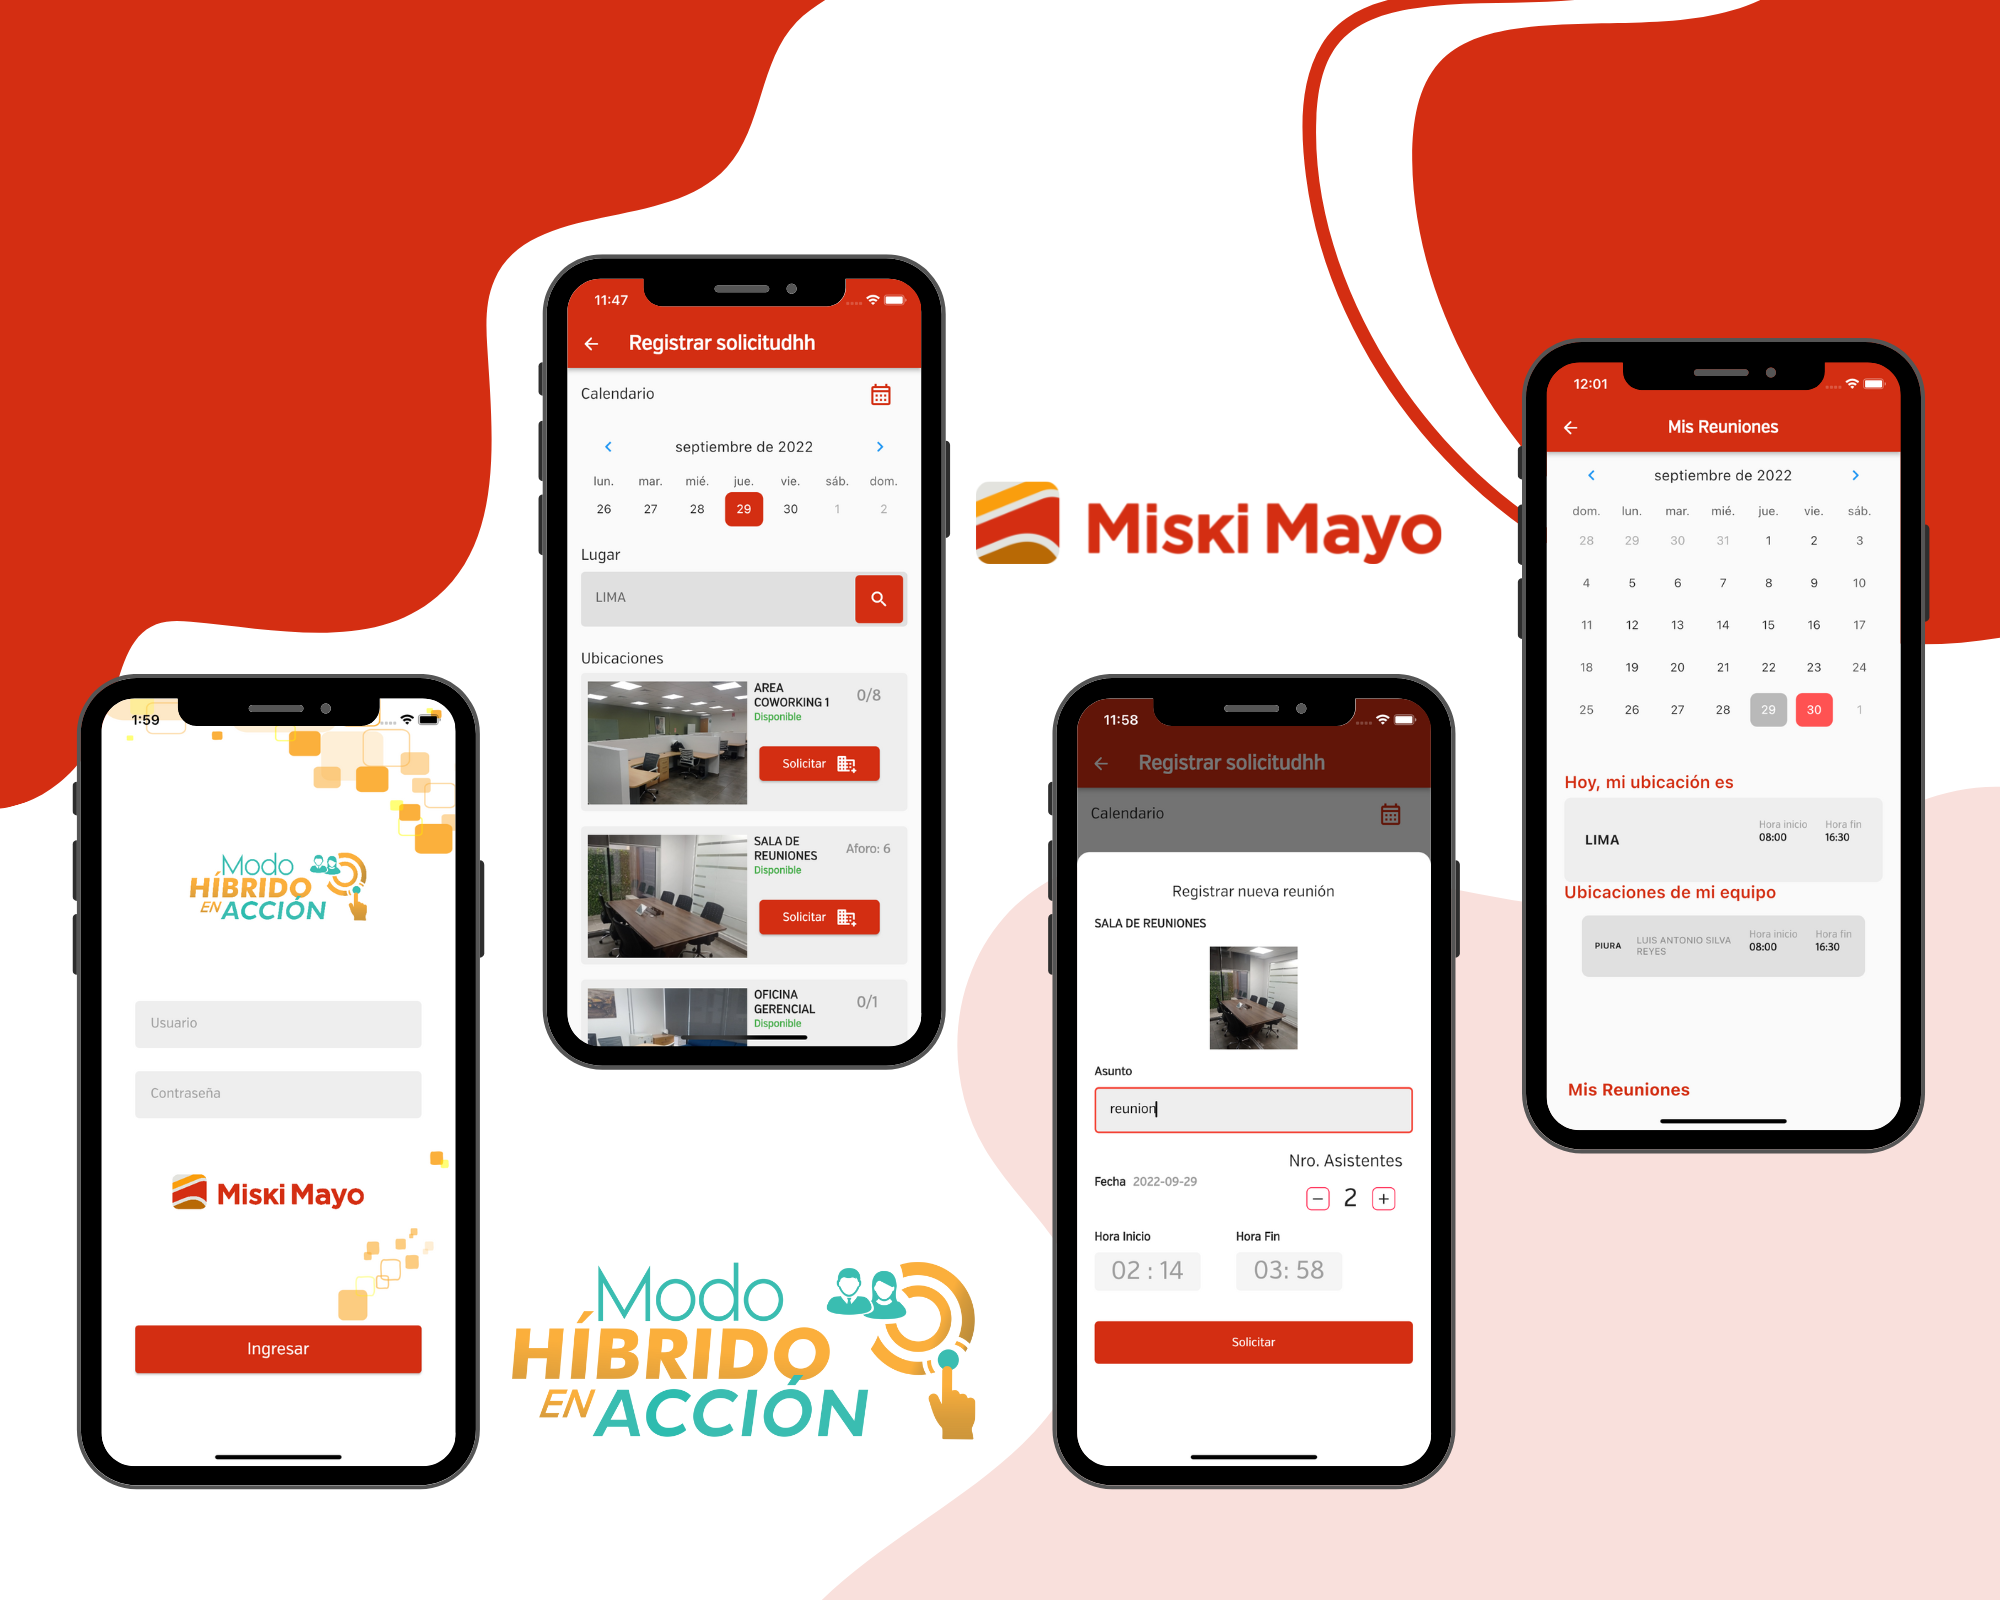 1:59
Modo
HÍBRIDO
EN ACCIÓN
Usuario
Contraseña
Miski Mayo
Ingresar
11:47
Registrar solicitudhh
Calendario
septiembre de 2022
lun. mar. mié. jue. vie. sáb. dom.
26 27 28 29 30 1 2
Lugar
LIMA
Ubicaciones
AREA
COWORKING 1
0/8
Disponible
Solicitar
SALA DE
REUNIONES
Aforo: 6
Disponible
Solicitar
OFICINA
GERENCIAL
0/1
Disponible
Miski Mayo
Modo
HÍBRIDO
EN ACCIÓN
11:58
Registrar solicitudhh
Calendario
Registrar nueva reunión
SALA DE REUNIONES
Asunto
reunion
Nro. Asistentes
Fecha 2022-09-29
− 2 +
Hora Inicio Hora Fin
02 : 14 03: 58
Solicitar
12:01
Mis Reuniones
septiembre de 2022
dom. lun. mar. mié. jue. vie. sáb.
28 29 30 31 1 2 3
4 5 6 7 8 9 10
11 12 13 14 15 16 17
18 19 20 21 22 23 24
25 26 27 28 29 30 1
Hoy, mi ubicación es
Hora inicio Hora fin
LIMA 08:00 16:30
Ubicaciones de mi equipo
Hora inicio Hora fin
PIURA LUIS ANTONIO SILVA 08:00 16:30
REYES
Mis Reuniones